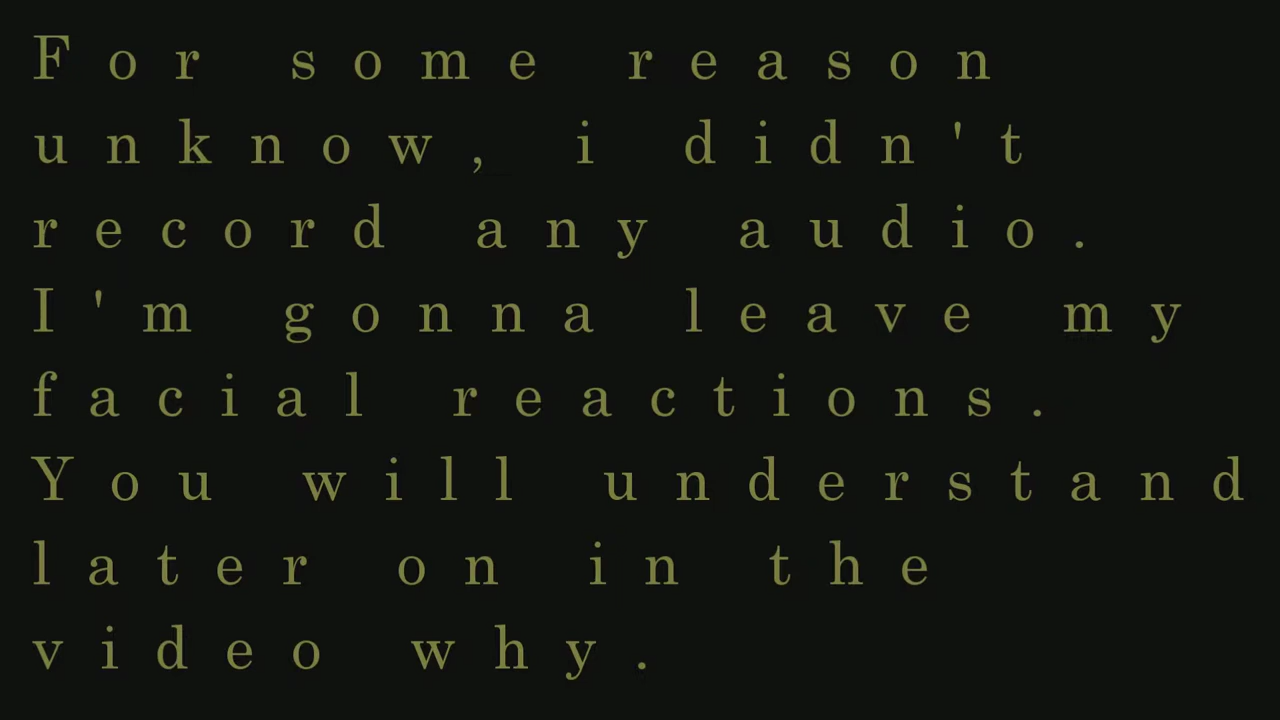 For some reason
unknow, i didn't
record any audio.
I'm gonna leave my
facial reactions.
You will understand
later on in the
video why.